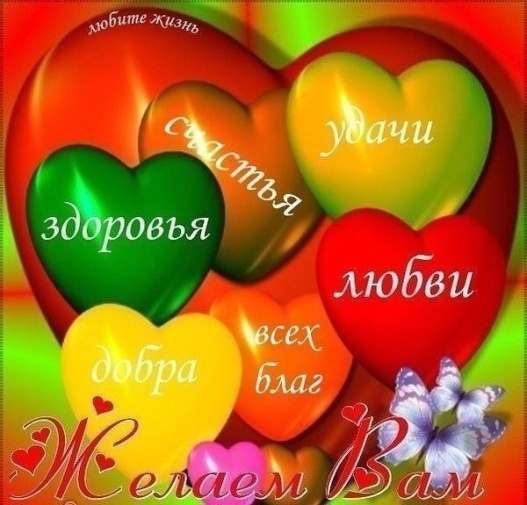 любите жизнь
удачи
счастья
здоровья
любви
всех
благ
добра
Желаем Вам